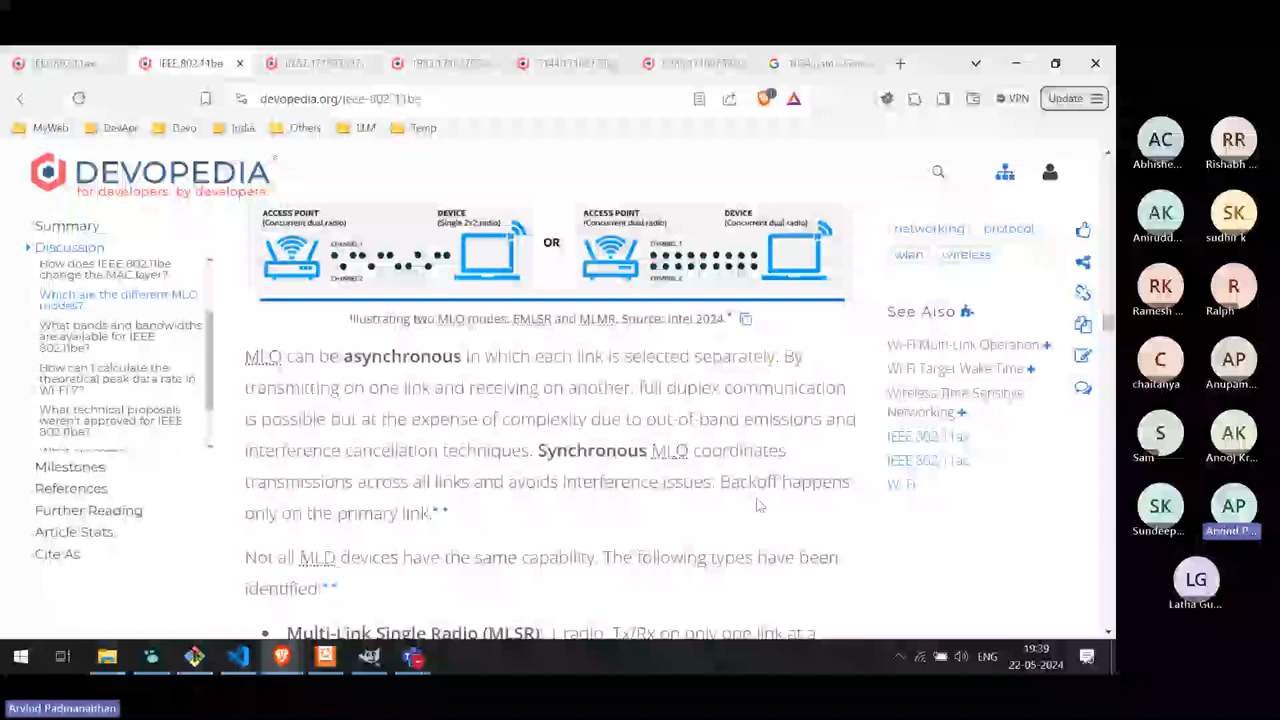 IEEE 802.11be
devopedia.org/ieee-802.11be
VPN
Update
MyWeb
DevApr
Devo
India
Others
LLM
Temp
DEVOPEDIA
for developers. by developers.
Summary
Discussion
How does IEEE 802.11be
change the MAC layer?
Which are the different MLO
modes?
What bands and bandwidths
are available for IEEE
802.11be?
How can I calculate the
theoretical peak data rate in
Wi-Fi 7?
What technical proposals
weren't approved for IEEE
802.11be?
Milestones
References
Further Reading
Article Stats
Cite As
ACCESS POINT
(Concurrent dual radio)
DEVICE
(Single 2x2 radio)
CHANNEL 1
CHANNEL 2
OR
ACCESS POINT
(Concurrent dual radio)
DEVICE
(Concurrent dual radio)
CHANNEL 1
CHANNEL 2
Illustrating two MLO modes: EMLSR and MLMR. Source: Intel 2024.
MLO can be asynchronous in which each link is selected separately. By
transmitting on one link and receiving on another, full duplex communication
is possible but at the expense of complexity due to out-of-band emissions and
interference cancellation techniques. Synchronous MLO coordinates
transmissions across all links and avoids interference issues. Backoff happens
only on the primary link.
Not all MLD devices have the same capability. The following types have been
identified:
• Multi-Link Single Radio (MLSR): 1 radio, Tx/Rx on only one link at a
networking protocol
wlan wireless
See Also
Wi-Fi Multi-Link Operation +
Wi-Fi Target Wake Time +
Wireless Time Sensitive
Networking +
IEEE 802.11ax
IEEE 802.11ac
Wi-Fi
ENG
19:39
22-05-2024
AC
Abhishe...
RR
Rishabh ...
AK
Anirudd...
SK
sudhir k
RK
Ramesh ...
R
Ralph
C
chaitanya
AP
Anupam...
S
Sam
AK
Anooj Kr...
SK
Sundeep...
AP
Arvind P...
LG
Latha Gu...
Arvind Padmanabhan